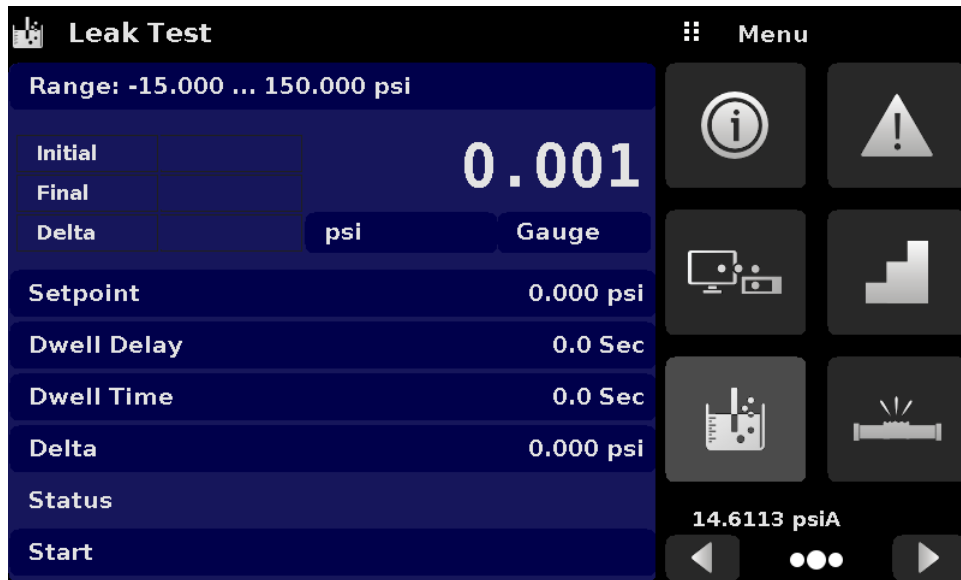 Leak Test
Menu
Range: -15.000 ... 150.000 psi
Initial
0.001
Final
Delta
psi Gauge
Setpoint 0.000 psi
Dwell Delay 0.0 Sec
Dwell Time 0.0 Sec
Delta 0.000 psi
Status
Start
14.6113 psiA